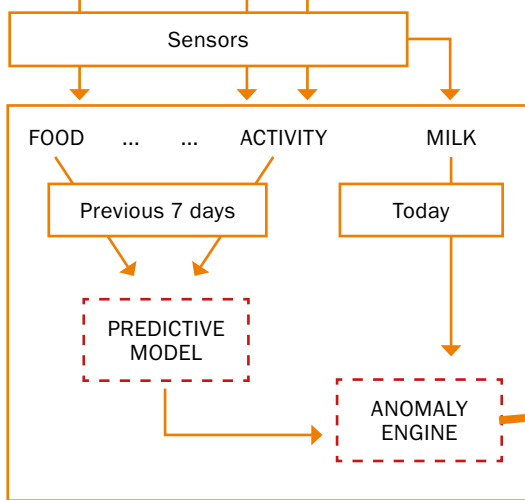 Sensors
FOOD ... ... ACTIVITY MILK
Previous 7 days Today
PREDICTIVE
MODEL
ANOMALY
ENGINE